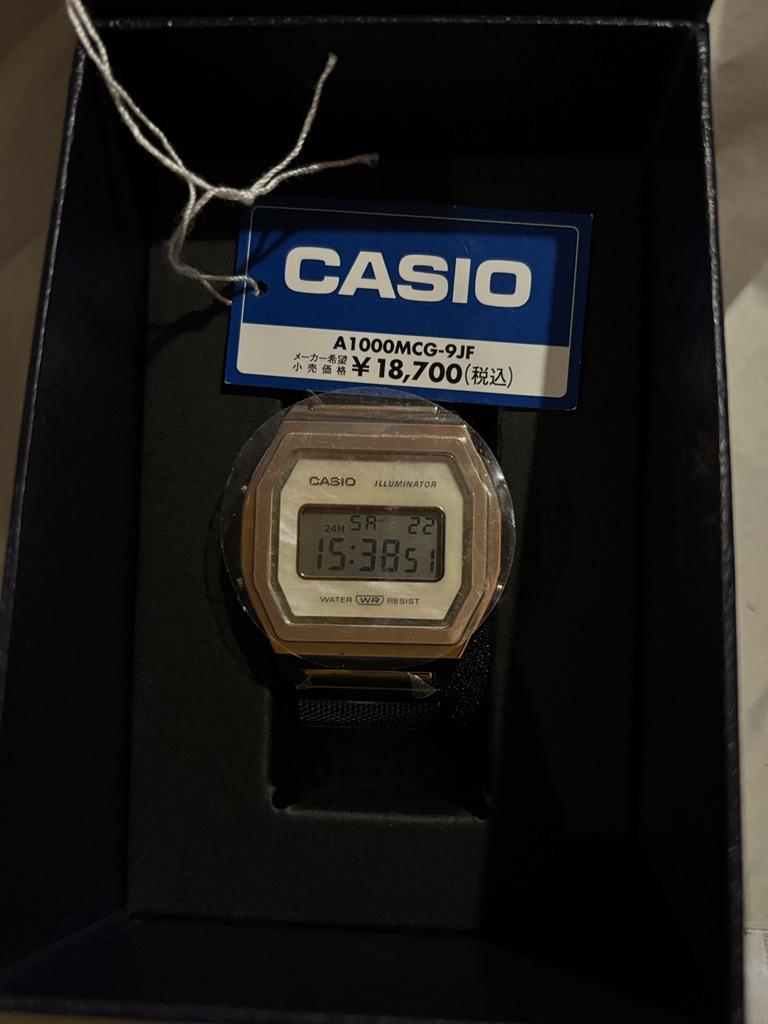 CASIO
A1000MCG-9JF
メーカー希望
小売価格 ¥18,700(税込)
CASIO ILLUMINATOR
24H SA 22
15:38 51
WATER WR RESIST